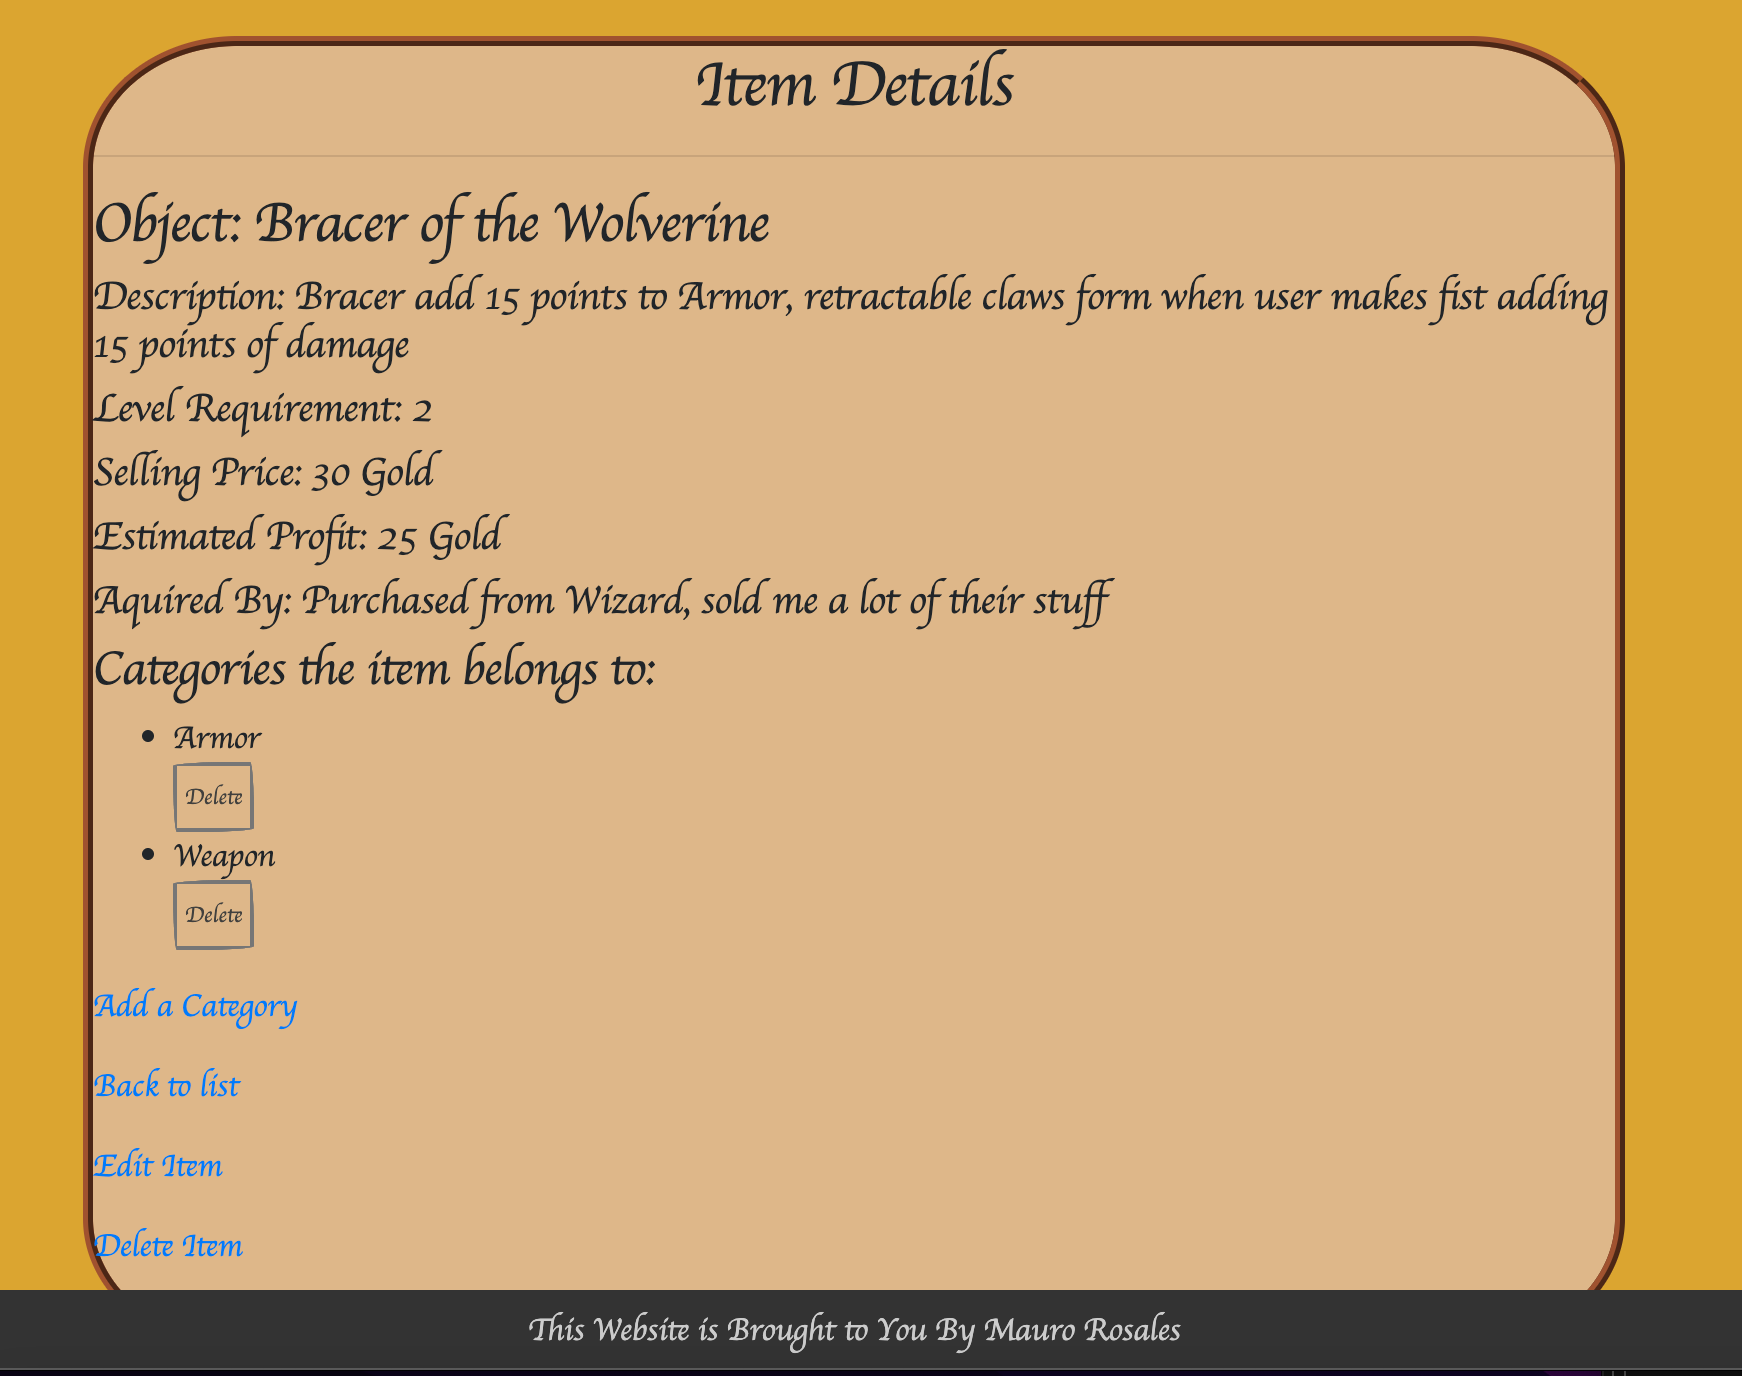 Item Details
Object: Bracer of the Wolverine
Description: Bracer add 15 points to Armor, retractable claws form when user makes fist adding
15 points of damage
Level Requirement: 2
Selling Price: 30 Gold
Estimated Profit: 25 Gold
Aquired By: Purchased from Wizard, sold me a lot of their stuff
Categories the item belongs to:
Armor
Delete
Weapon
Delete
Add a Category
Back to list
Edit Item
Delete Item
This Website is Brought to You By Mauro Rosales